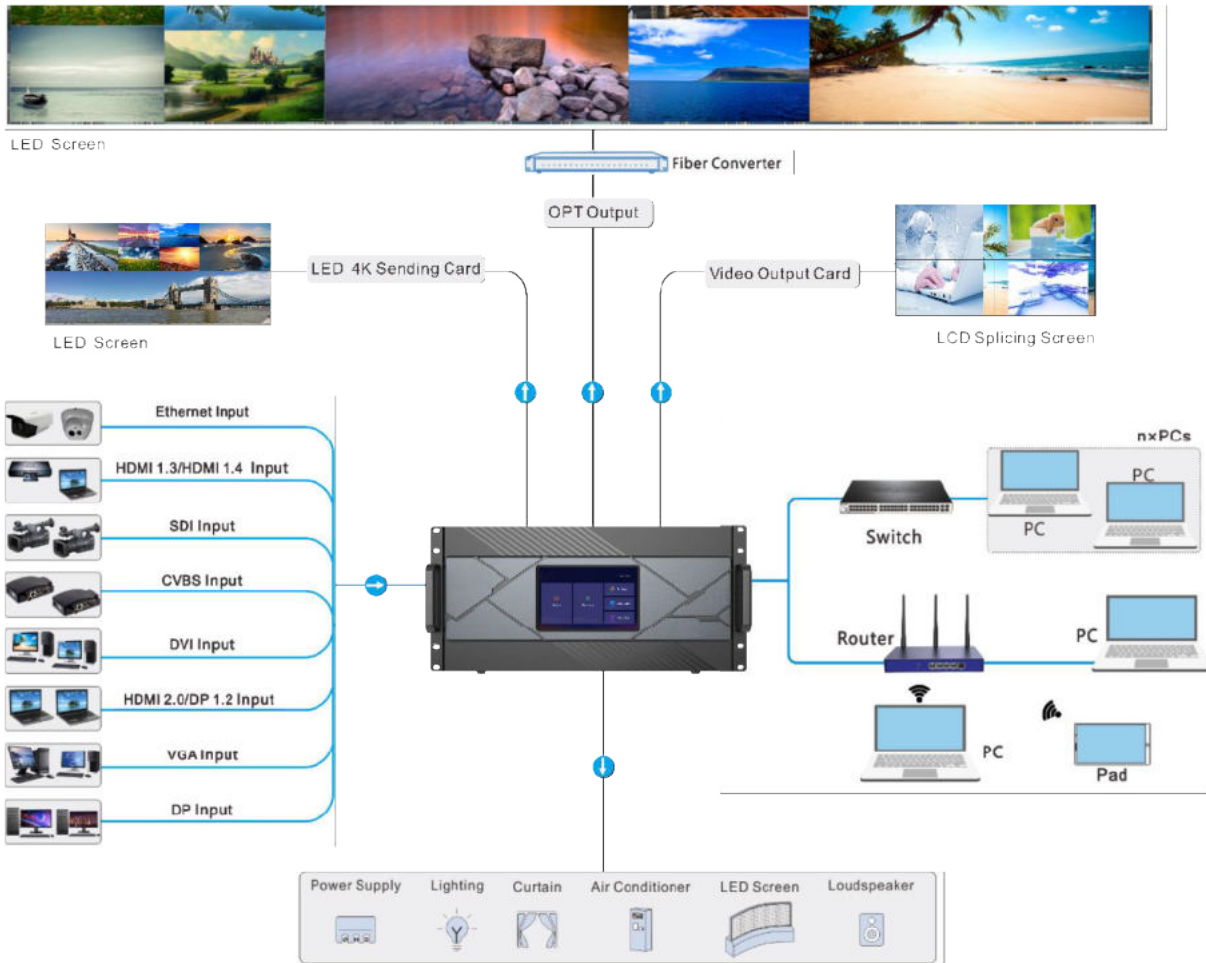 LED Screen
Fiber Converter
OPT Output
LED 4K Sending Card
Video Output Card
LED Screen
LCD Splicing Screen
Ethernet Input
HDMI 1.3/HDMI 1.4 Input
SDI Input
CVBS Input
DVI Input
HDMI 2.0/DP 1.2 Input
VGA Input
DP Input
n×PCs
PC
PC
Switch
Router
PC
PC
Pad
Power Supply
Lighting
Curtain
Air Conditioner
LED Screen
Loudspeaker